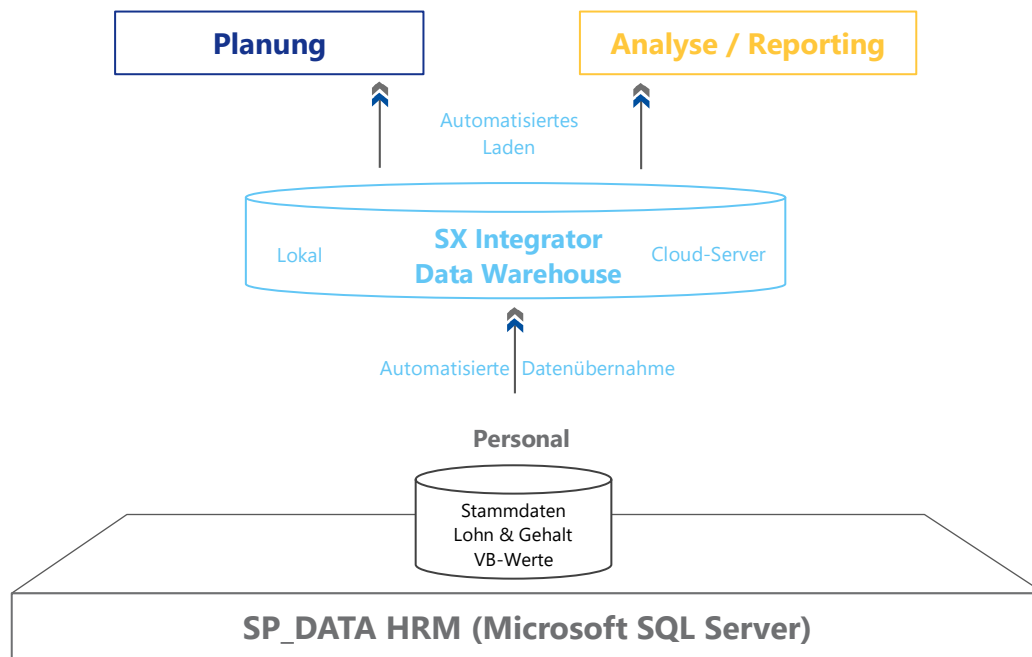 Planung
Analyse / Reporting
Automatisiertes
Laden
SX Integrator
Data Warehouse
Lokal
Cloud-Server
Automatisierte Datenübernahme
Personal
Stammdaten
Lohn & Gehalt
VB-Werte
SP_DATA HRM (Microsoft SQL Server)